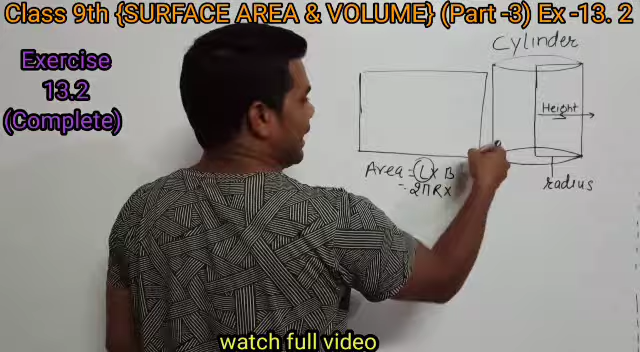 Class 9th {SURFACE AREA & VOLUME} (Part -3) Ex -13. 2
Exercise
13.2
(Complete)
Cylinder
Height
radius
Area = L × B
= 2πR×
watch full video